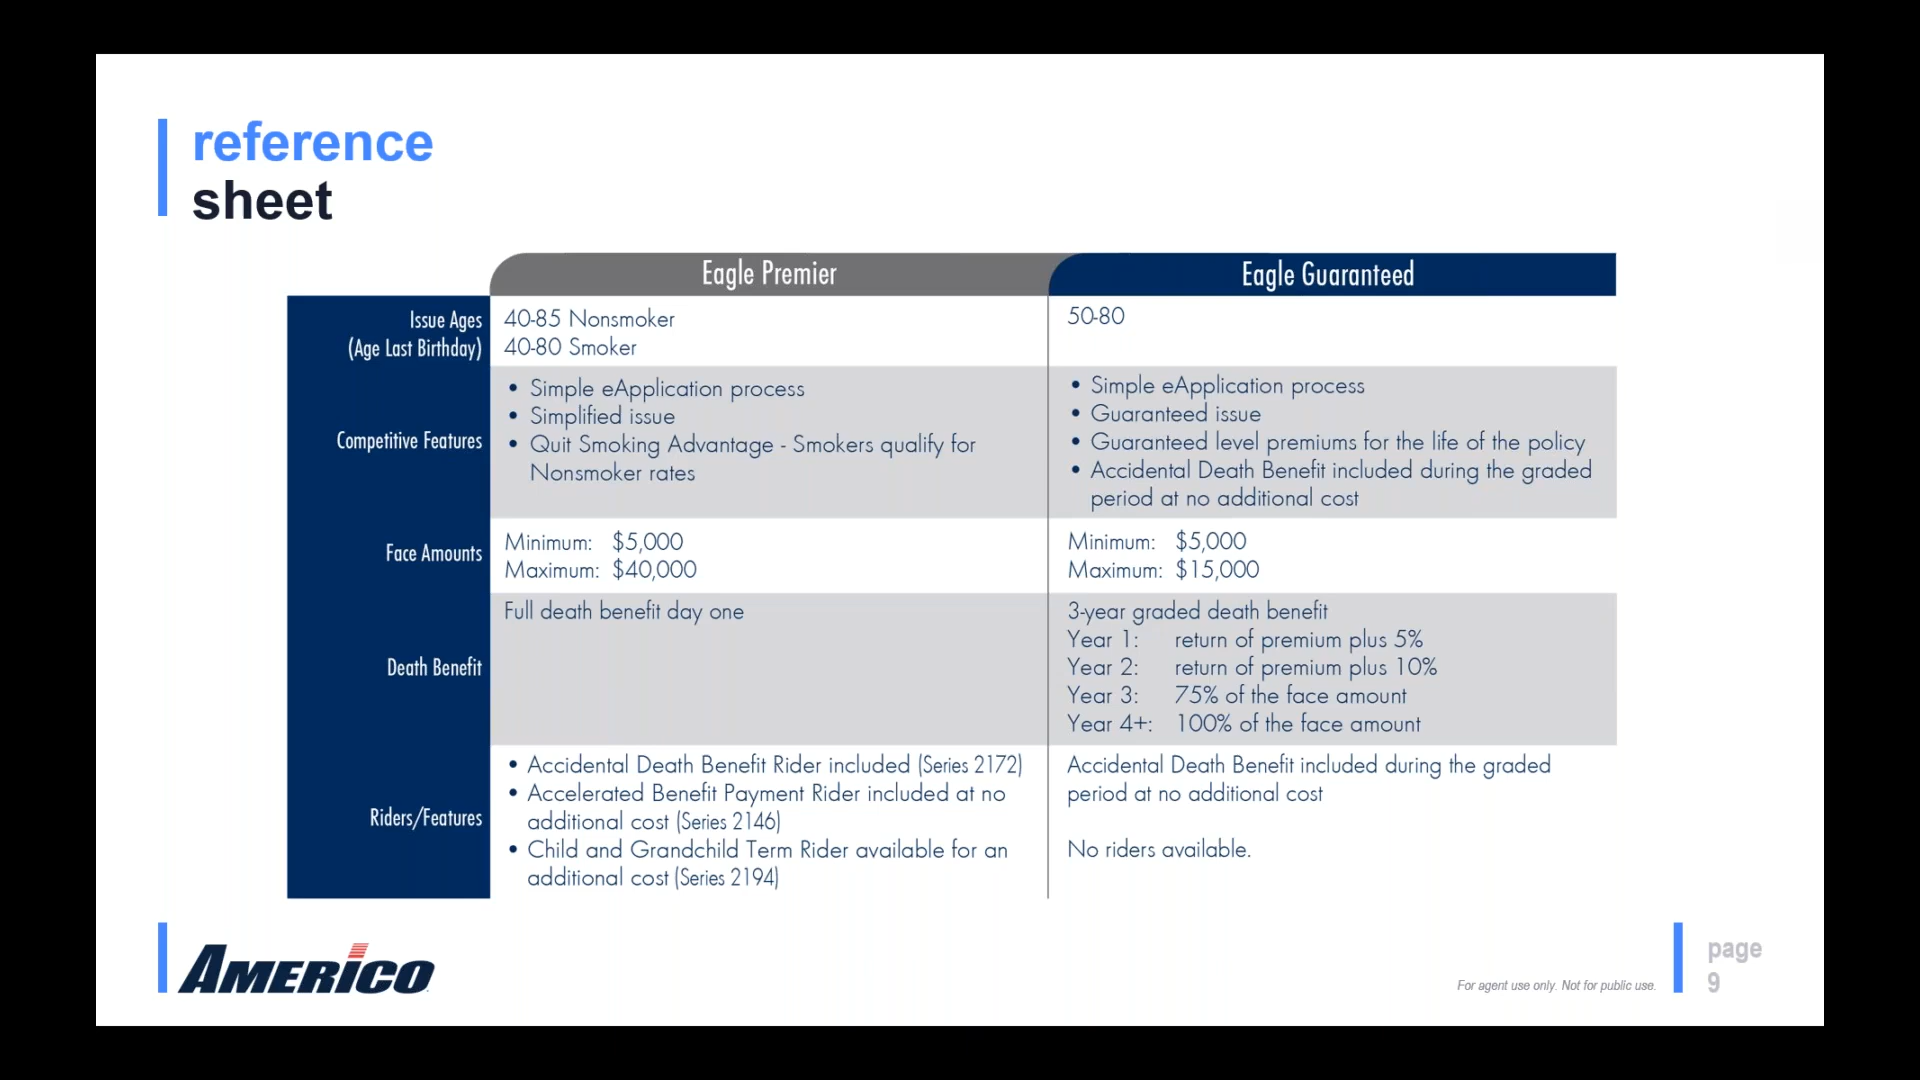 reference
sheet
Eagle Premier
Eagle Guaranteed
Issue Ages
(Age Last Birthday)
40-85 Nonsmoker
40-80 Smoker
50-80
Competitive Features
• Simple eApplication process
• Simplified issue
• Quit Smoking Advantage - Smokers qualify for
Nonsmoker rates
• Simple eApplication process
• Guaranteed issue
• Guaranteed level premiums for the life of the policy
• Accidental Death Benefit included during the graded
period at no additional cost
Face Amounts
Minimum: $5,000
Maximum: $40,000
Minimum: $5,000
Maximum: $15,000
Death Benefit
Full death benefit day one
3-year graded death benefit
Year 1: return of premium plus 5%
Year 2: return of premium plus 10%
Year 3: 75% of the face amount
Year 4+: 100% of the face amount
Riders/Features
• Accidental Death Benefit Rider included (Series 2172)
• Accelerated Benefit Payment Rider included at no
additional cost (Series 2146)
• Child and Grandchild Term Rider available for an
additional cost (Series 2194)
Accidental Death Benefit included during the graded
period at no additional cost
No riders available.
AMERICO
For agent use only. Not for public use.
page
9